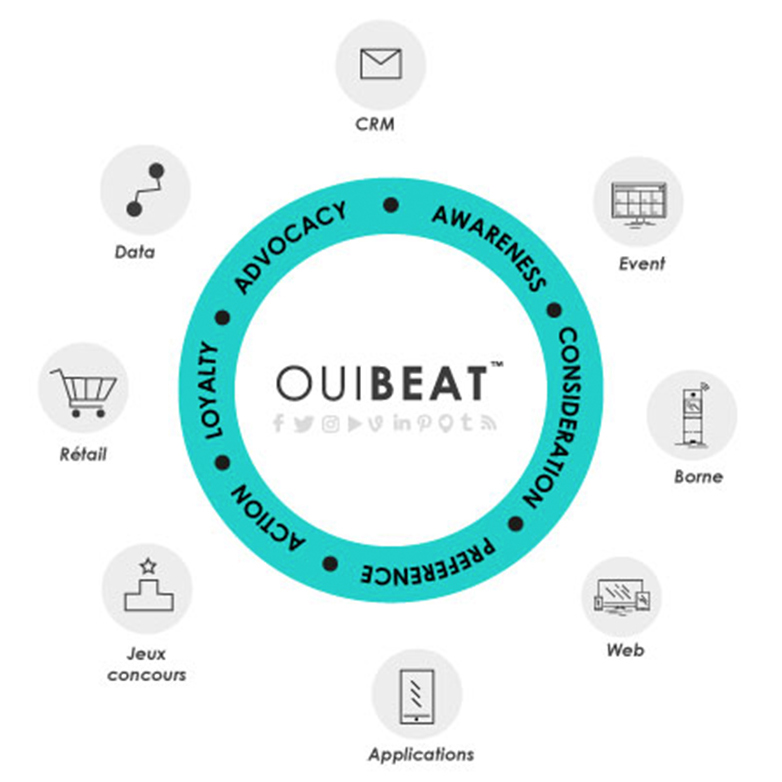 CRM
Event
Borne
Web
Applications
Jeux
concours
Rétail
Data
AWARENESS
CONSIDERATION
PREFERENCE
ACTION
LOYALTY
ADVOCACY
OUIBEAT™